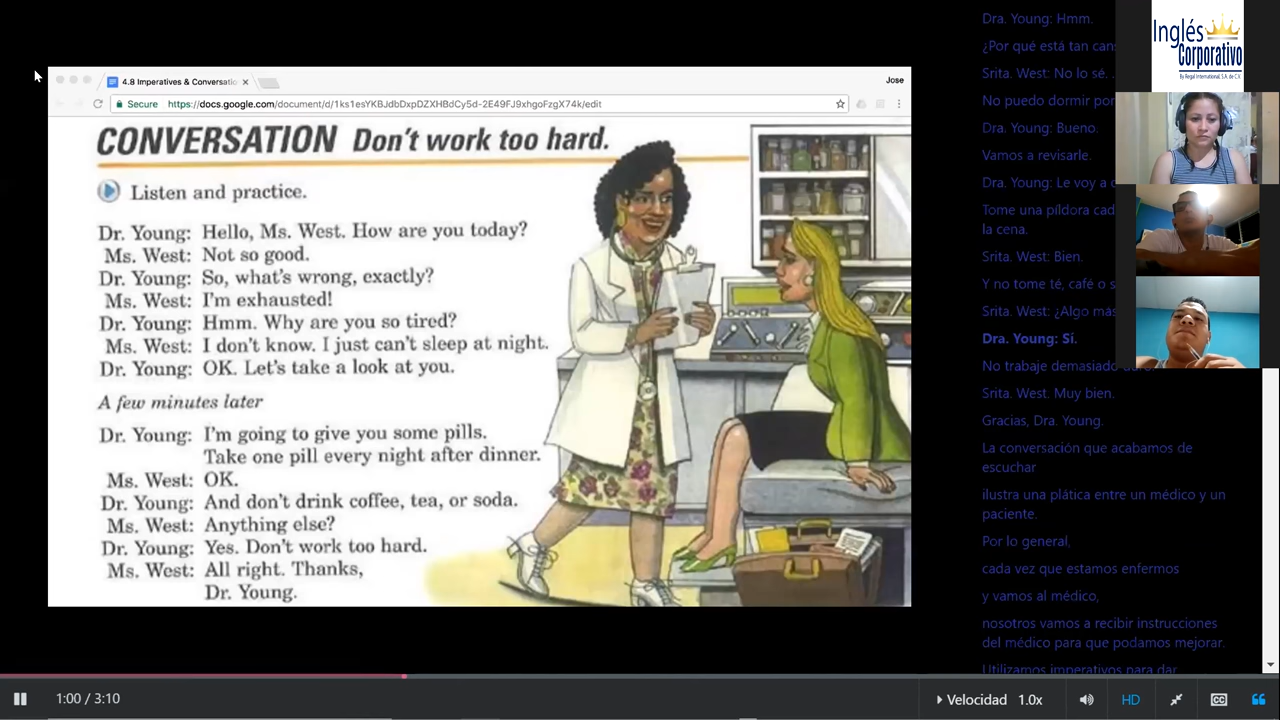 4.8 Imperatives & Conversatio
Jose
Secure https://docs.google.com/document/d/1ks1esYKBJdbDxpDZXHBdCy5d-2E49FJ9xhgoFzgX74k/edit
CONVERSATION Don't work too hard.
Listen and practice.
Dr. Young: Hello, Ms. West. How are you today?
Ms. West: Not so good.
Dr. Young: So, what's wrong, exactly?
Ms. West: I'm exhausted!
Dr. Young: Hmm. Why are you so tired?
Ms. West: I don't know. I just can't sleep at night.
Dr. Young: OK. Let's take a look at you.
A few minutes later
Dr. Young: I'm going to give you some pills.
Take one pill every night after dinner.
Ms. West: OK.
Dr. Young: And don't drink coffee, tea, or soda.
Ms. West: Anything else?
Dr. Young: Yes. Don't work too hard.
Ms. West: All right. Thanks,
Dr. Young.
Dra. Young: Hmm.
¿Por qué está tan
Srita. West: No lo sé.
No puedo dormir
Dra. Young: Bueno.
Vamos a revisarle.
Dra. Young: Le voy a
Tome una píldora
la cena.
Srita. West: Bien.
Y no tome té, café o
Srita. West: ¿Algo más
Dra. Young: Sí.
No trabaje demasiado
Srita. West. Muy bien.
Gracias, Dra. Young.
La conversación que acabamos de
escuchar
ilustra una plática entre un médico y un
paciente.
Por lo general,
cada vez que estamos enfermos
y vamos al médico,
nosotros vamos a recibir instrucciones
del médico para que podamos mejorar.
Utilizamos imperativos para dar
Inglés
Corporativo
By Regal International, S.A. de C.V.
1:00 / 3:10
Velocidad 1.0x
HD
CC